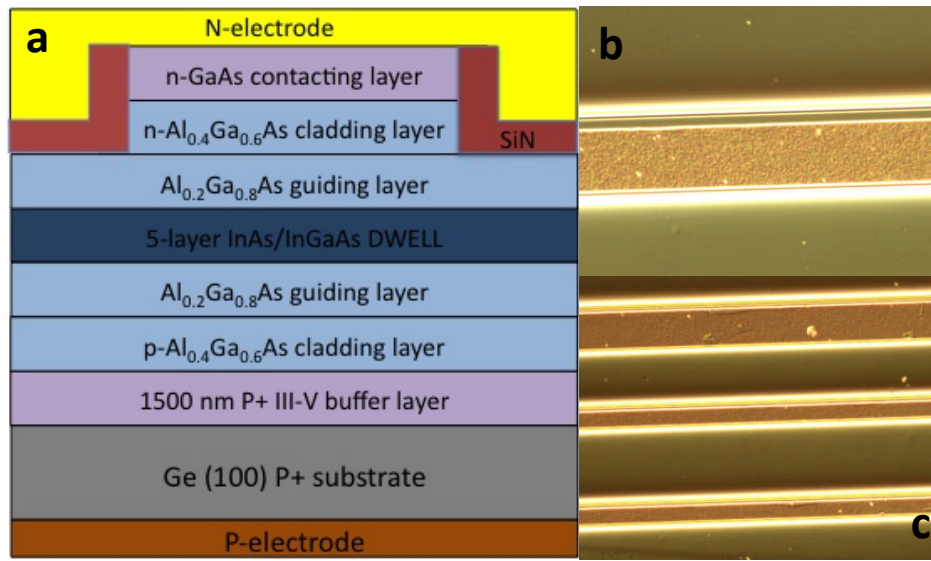 a
N-electrode
n-GaAs contacting layer
n-Al₀.₄Ga₀.₆As cladding layer
SiN
Al₀.₂Ga₀.₈As guiding layer
5-layer InAs/InGaAs DWELL
Al₀.₂Ga₀.₈As guiding layer
p-Al₀.₄Ga₀.₆As cladding layer
1500 nm P+ III-V buffer layer
Ge (100) P+ substrate
P-electrode
b
c